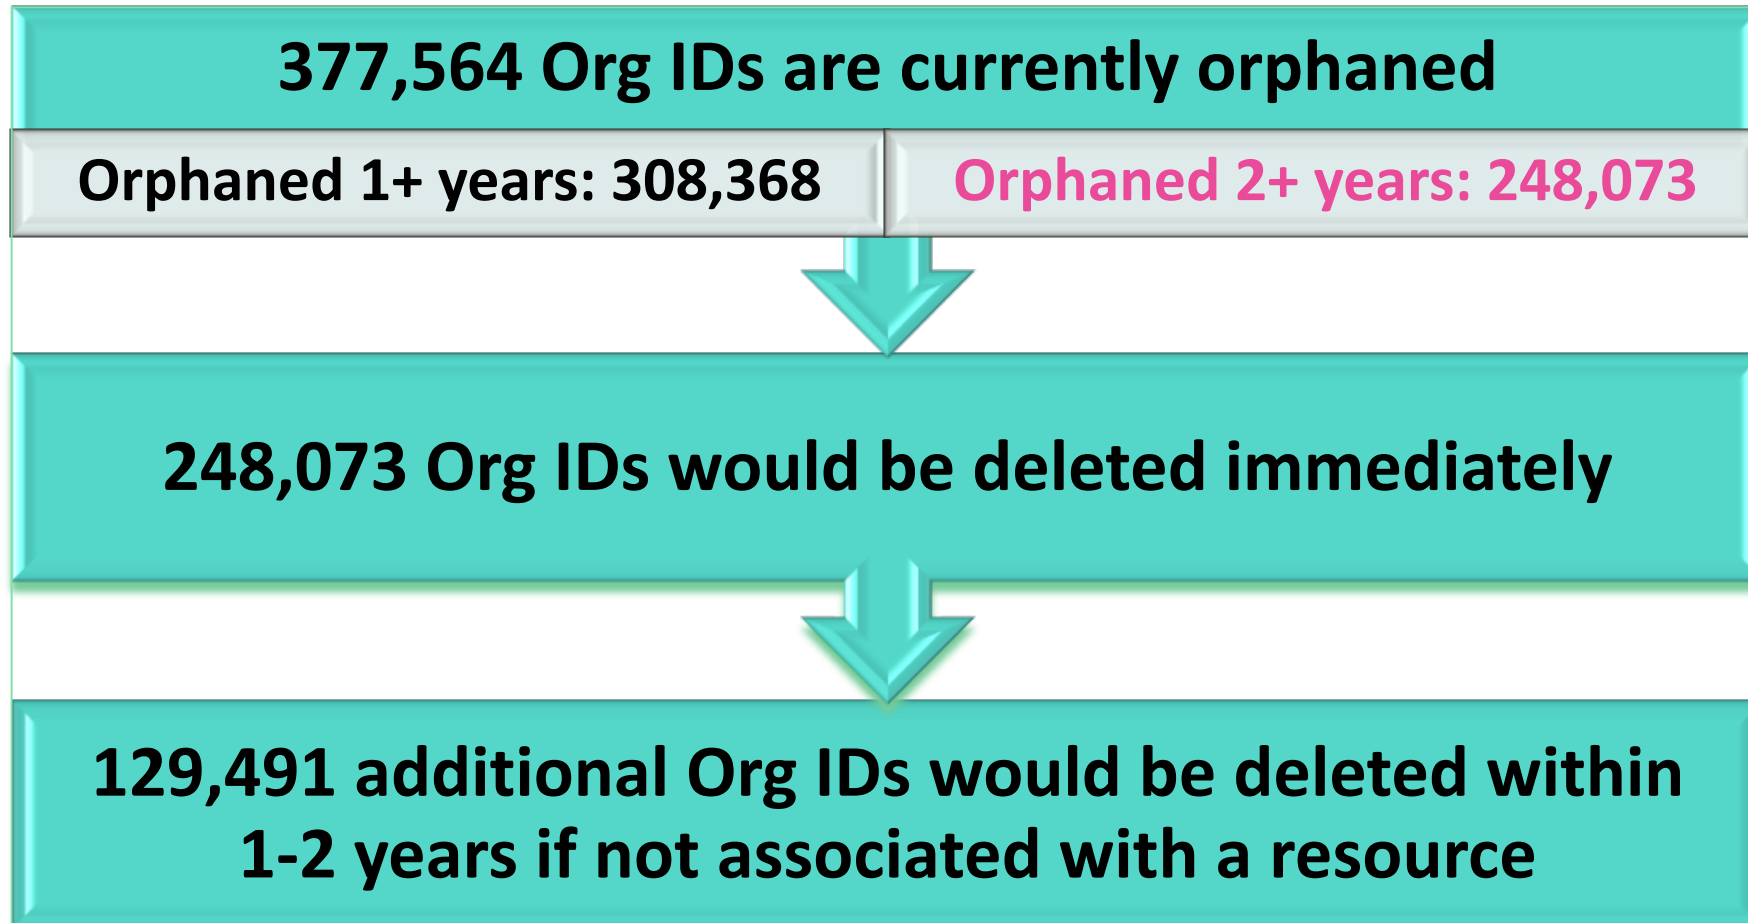 377,564 Org IDs are currently orphaned
Orphaned 1+ years: 308,368
Orphaned 2+ years: 248,073
248,073 Org IDs would be deleted immediately
129,491 additional Org IDs would be deleted within
1-2 years if not associated with a resource